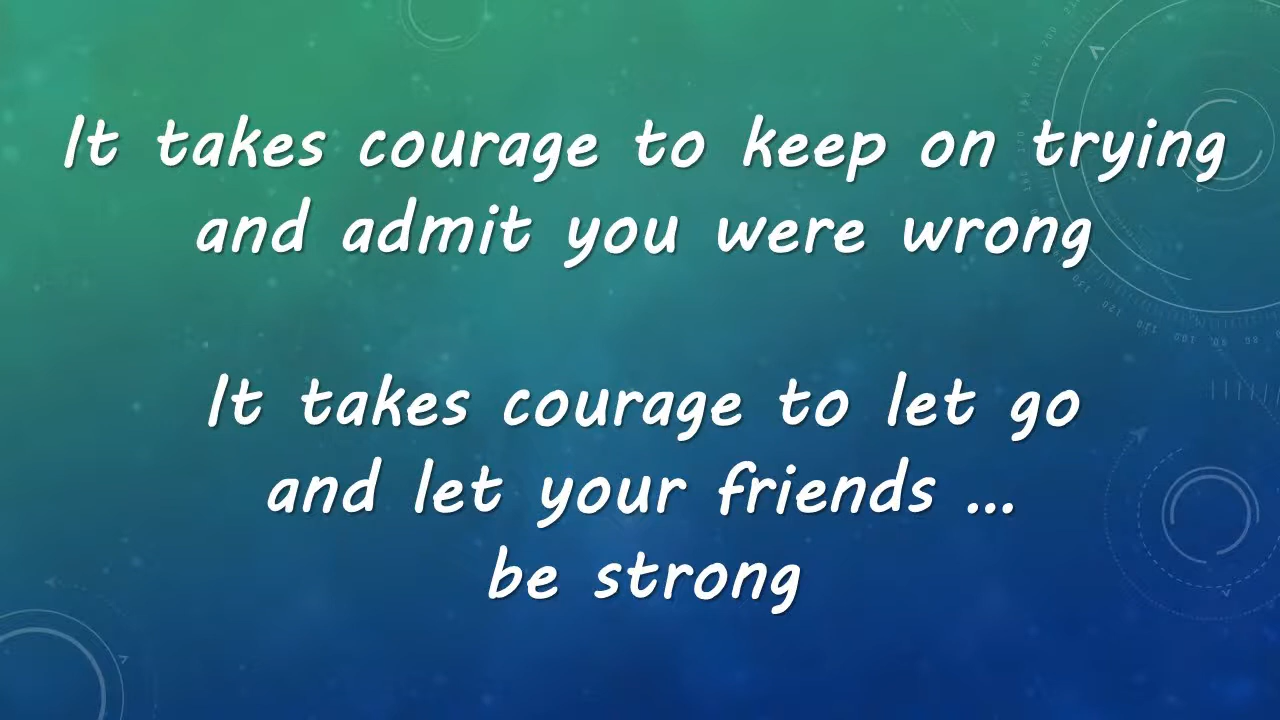 It takes courage to keep on trying
and admit you were wrong
It takes courage to let go
and let your friends ...
be strong